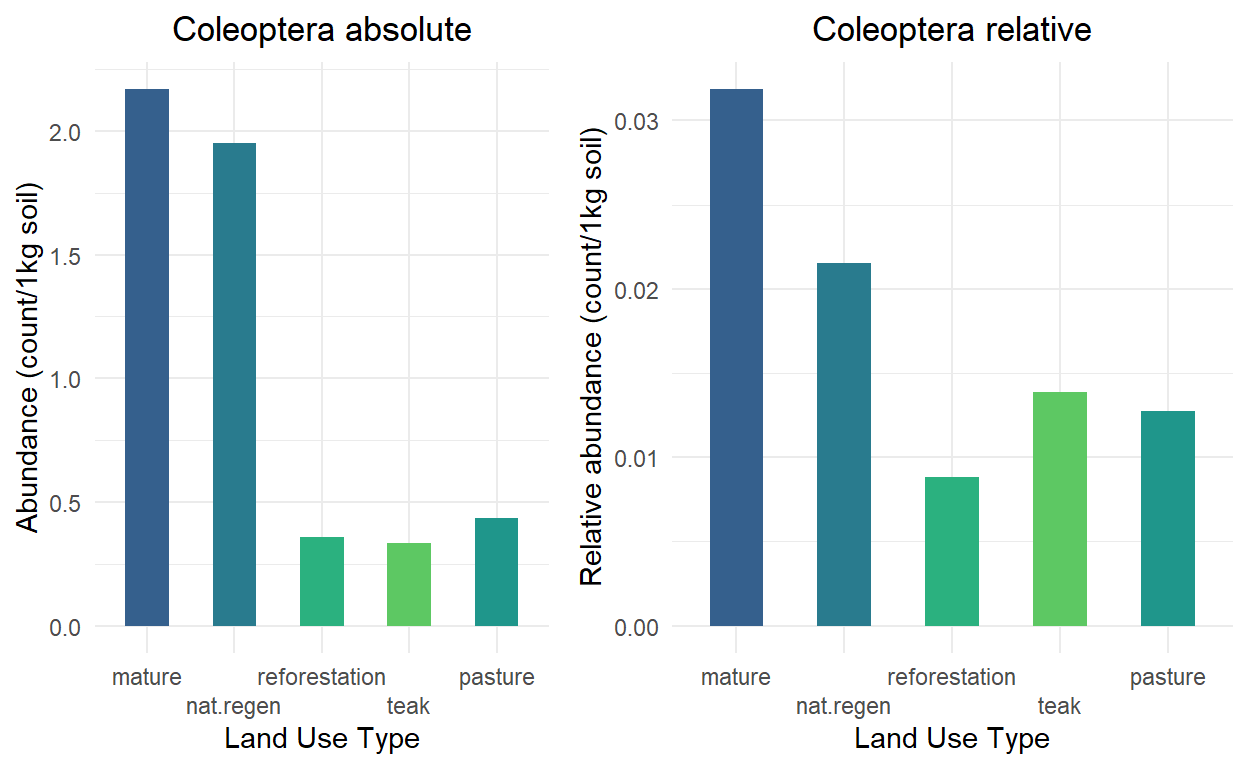 Coleoptera absolute
Abundance (count/1kg soil)
2.0
1.5
1.0
0.5
0.0
mature
nat.regen
reforestation
teak
pasture
Land Use Type
Coleoptera relative
Relative abundance (count/1kg soil)
0.03
0.02
0.01
0.00
mature
nat.regen
reforestation
teak
pasture
Land Use Type